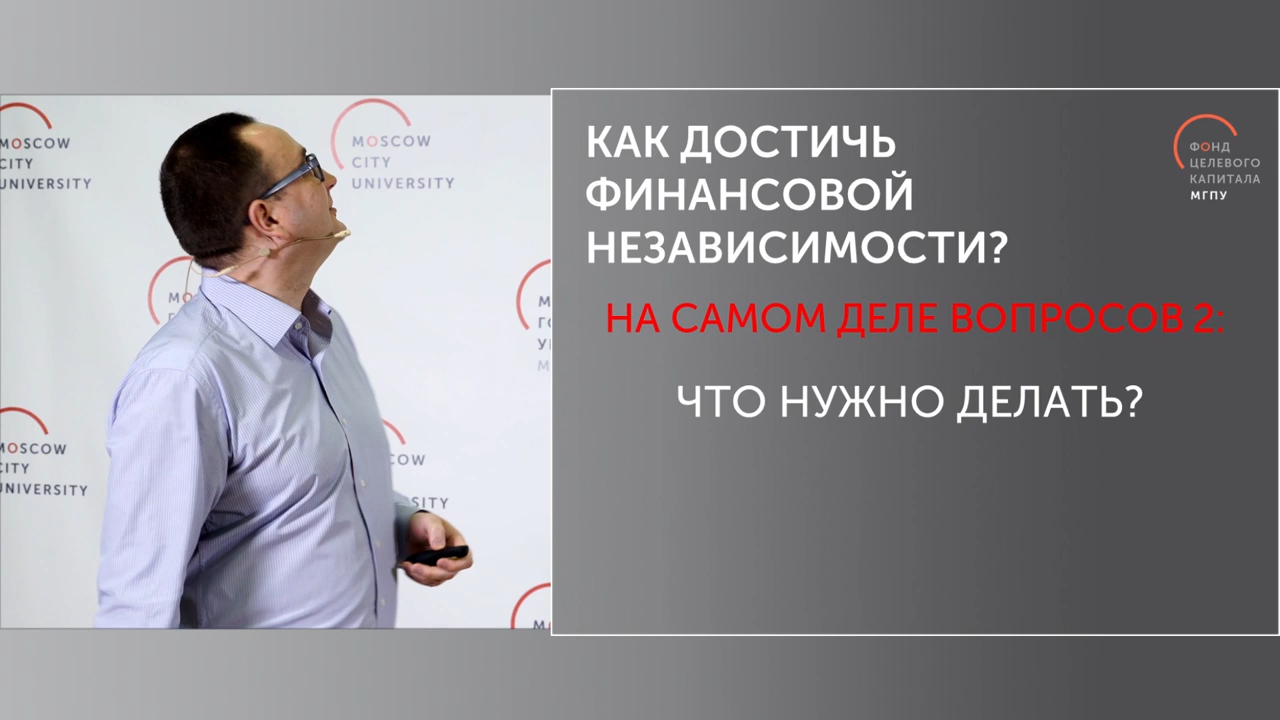 MOSCOW
CITY
UNIVERSITY
MOSCOW
CITY
UNIVERSITY
CITY
UNIVERSITY
КАК ДОСТИЧЬ
ФИНАНСОВОЙ
НЕЗАВИСИМОСТИ?
НА САМОМ ДЕЛЕ ВОПРОСОВ 2:
ЧТО НУЖНО ДЕЛАТЬ?
ФОНД
ЦЕЛЕВОГО
КАПИТАЛА
МГПУ